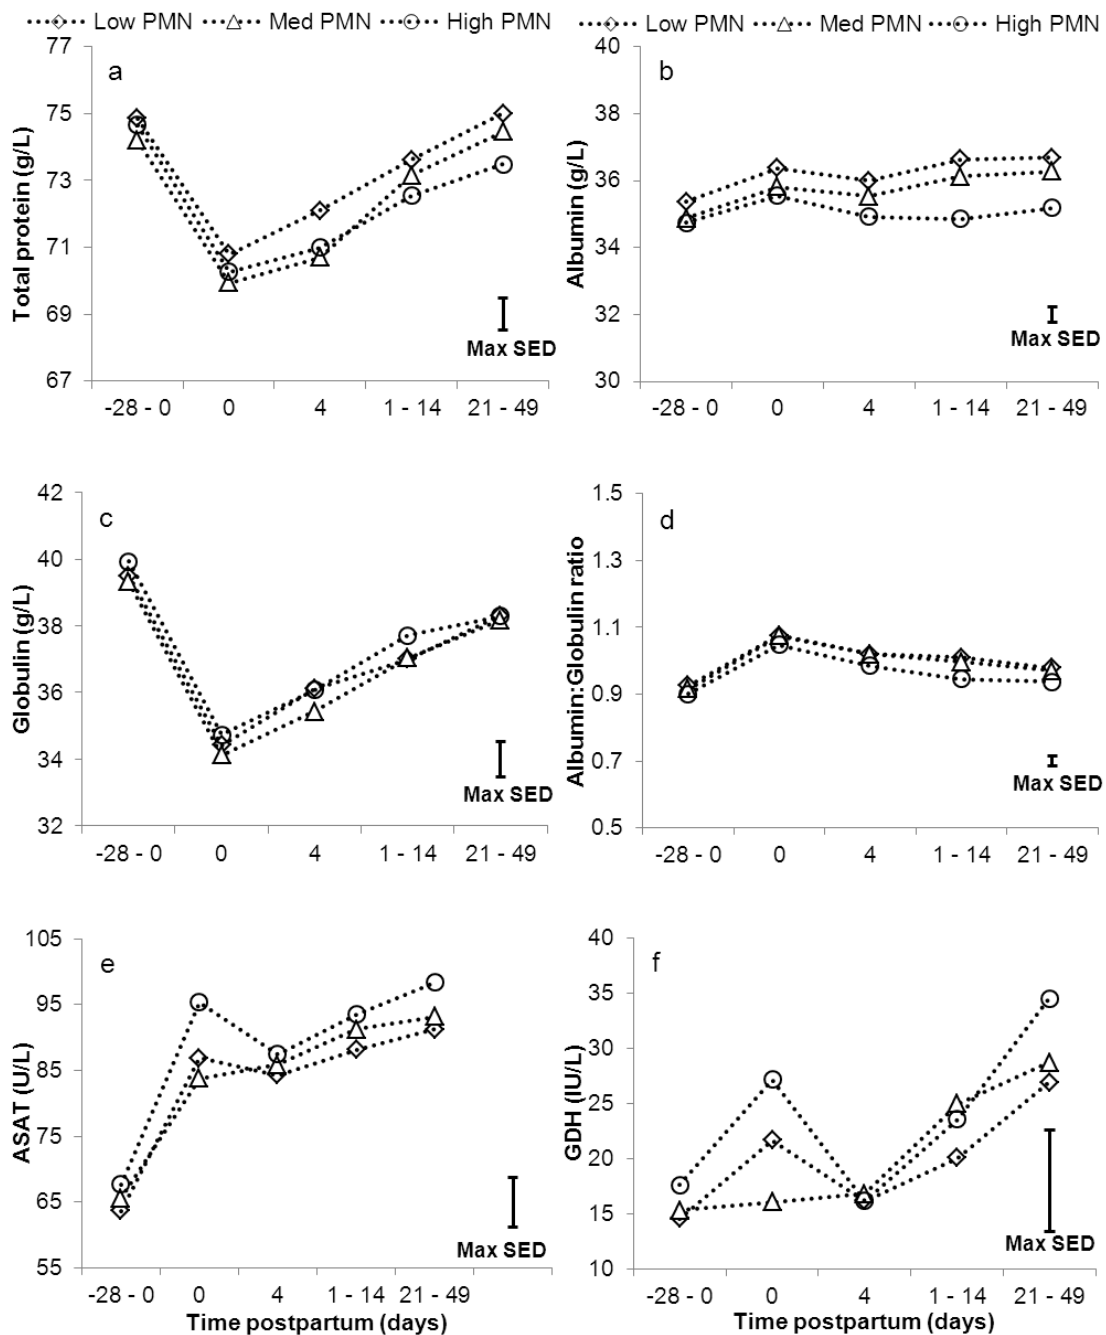 Low PMN Med PMN High PMN
77
a
75
73
71
69
67
Total protein (g/L)
Max SED
-28 - 0 0 4 1 - 14 21 - 49
Low PMN Med PMN High PMN
40
b
38
36
34
32
30
Albumin (g/L)
Max SED
-28 - 0 0 4 1 - 14 21 - 49
42
c
40
38
36
34
32
Globulin (g/L)
Max SED
-28 - 0 0 4 1 - 14 21 - 49
1.5
d
1.3
1.1
0.9
0.7
0.5
Albumin:Globulin ratio
Max SED
-28 - 0 0 4 1 - 14 21 - 49
105
e
95
85
75
65
55
ASAT (U/L)
Max SED
-28 - 0 0 4 1 - 14 21 - 49
Time postpartum (days)
40
f
35
30
25
20
15
10
GDH (IU/L)
Max SED
-28 - 0 0 4 1 - 14 21 - 49
Time postpartum (days)